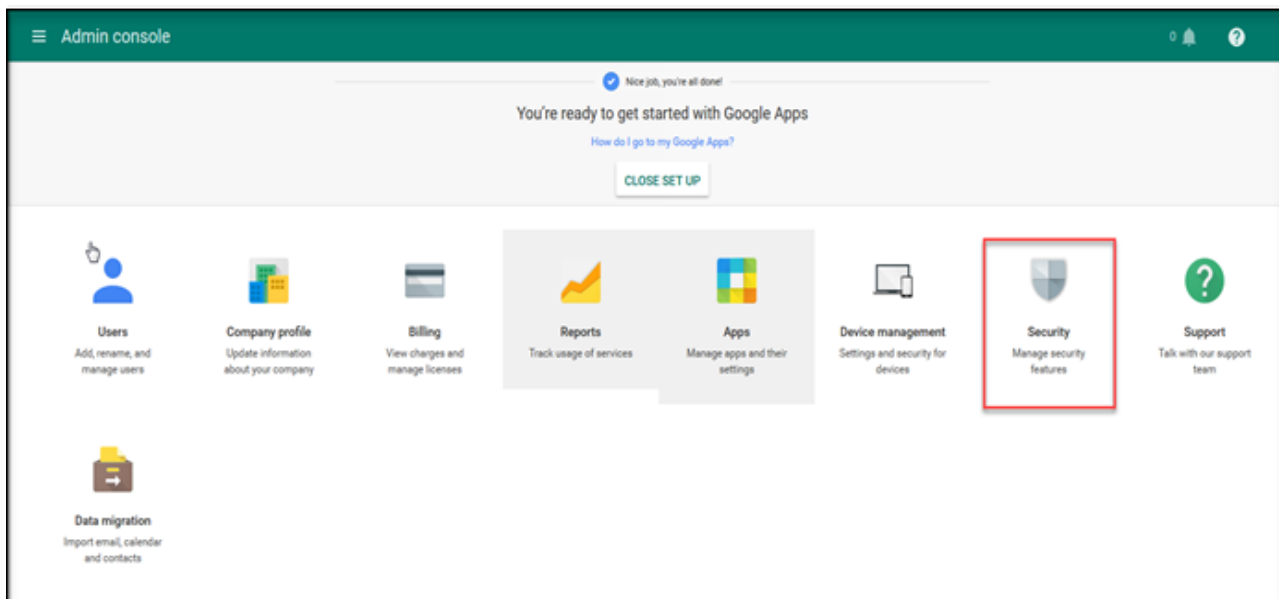 Admin console
0
Nice job, you're all done!
You're ready to get started with Google Apps
How do I go to my Google Apps?
CLOSE SET UP
Users
Add, rename, and
manage users
Company profile
Update information
about your company
Billing
View charges and
manage licenses
Reports
Track usage of services
Apps
Manage apps and their
settings
Device management
Settings and security for
devices
Security
Manage security
features
Support
Talk with our support
team
Data migration
Import email, calendar
and contacts